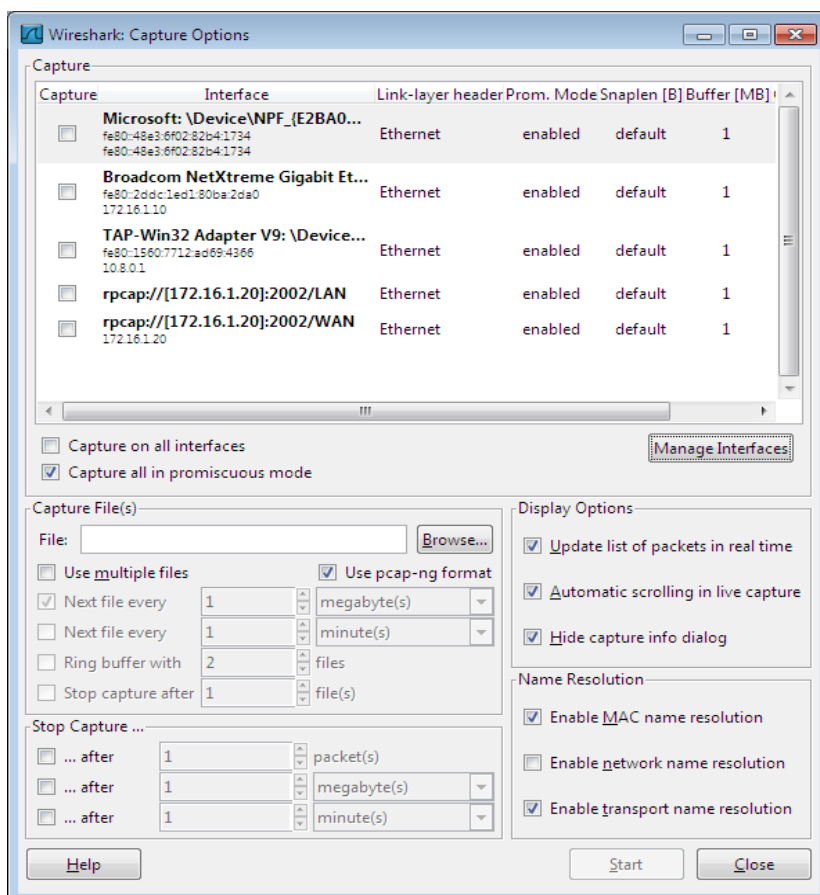 Wireshark: Capture Options
Capture
Capture Interface Link-layer header Prom. Mode Snaplen [B] Buffer [MB]
Microsoft: \Device\NPF_{E2BA0...
fe80::48e3:6f02:82b4:1734
fe80::48e3:6f02:82b4:1734
Ethernet enabled default 1
Broadcom NetXtreme Gigabit Et...
fe80::2ddc:1ed1:80ba:2da0
172.16.1.10
Ethernet enabled default 1
TAP-Win32 Adapter V9: \Device...
fe80::1560:7712:ad69:4366
10.8.0.1
Ethernet enabled default 1
rpcap://[172.16.1.20]:2002/LAN Ethernet enabled default 1
rpcap://[172.16.1.20]:2002/WAN
172.16.1.20
Ethernet enabled default 1
Capture on all interfaces
Manage Interfaces
Capture all in promiscuous mode
Capture File(s)
File: Browse...
Use multiple files Use pcap-ng format
Next file every 1 megabyte(s)
Next file every 1 minute(s)
Ring buffer with 2 files
Stop capture after 1 file(s)
Stop Capture ...
... after 1 packet(s)
... after 1 megabyte(s)
... after 1 minute(s)
Display Options
Update list of packets in real time
Automatic scrolling in live capture
Hide capture info dialog
Name Resolution
Enable MAC name resolution
Enable network name resolution
Enable transport name resolution
Help Start Close